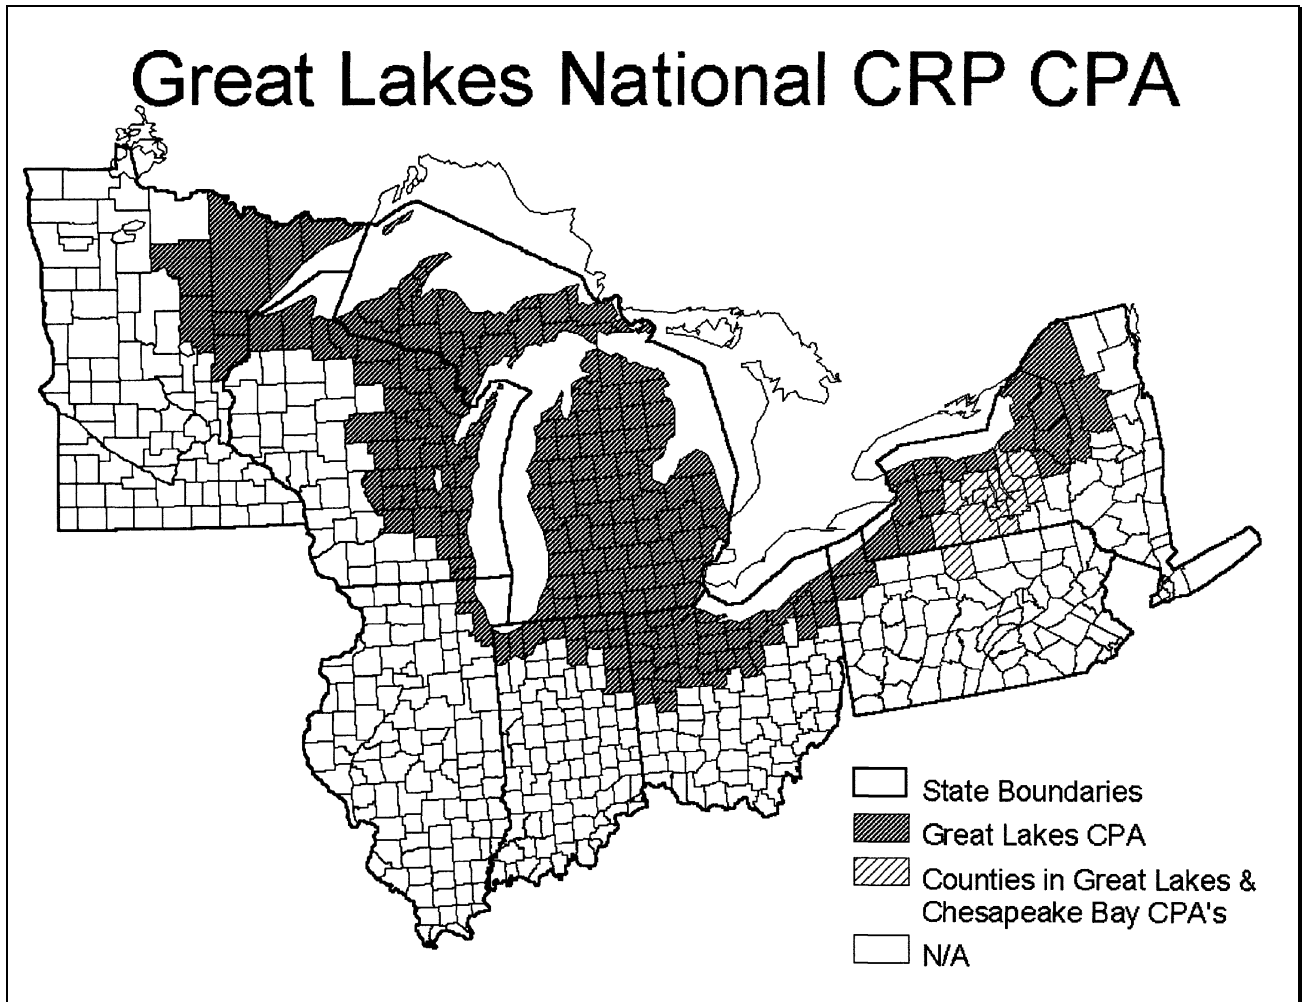 Great Lakes National CRP CPA
State Boundaries
Great Lakes CPA
Counties in Great Lakes &
Chesapeake Bay CPA's
N/A